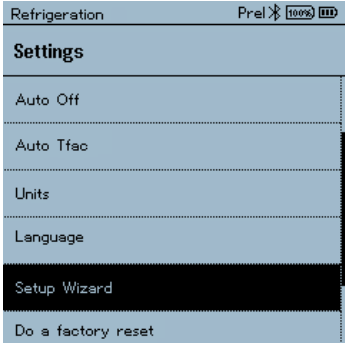 Refrigeration Prel 100%
Settings
Auto Off
Auto Tfac
Units
Language
Setup Wizard
Do a factory reset